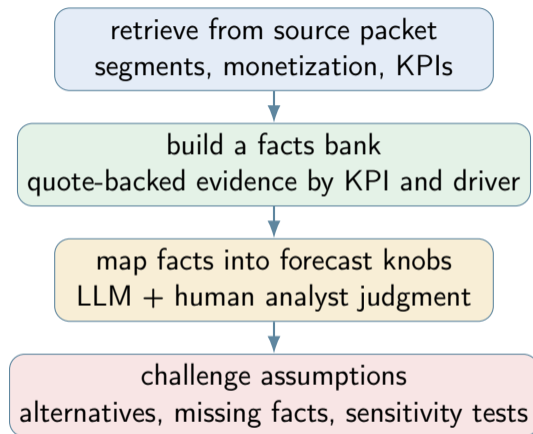 retrieve from source packet
segments, monetization, KPIs
build a facts bank
quote-backed evidence by KPI and driver
map facts into forecast knobs
LLM + human analyst judgment
challenge assumptions
alternatives, missing facts, sensitivity tests